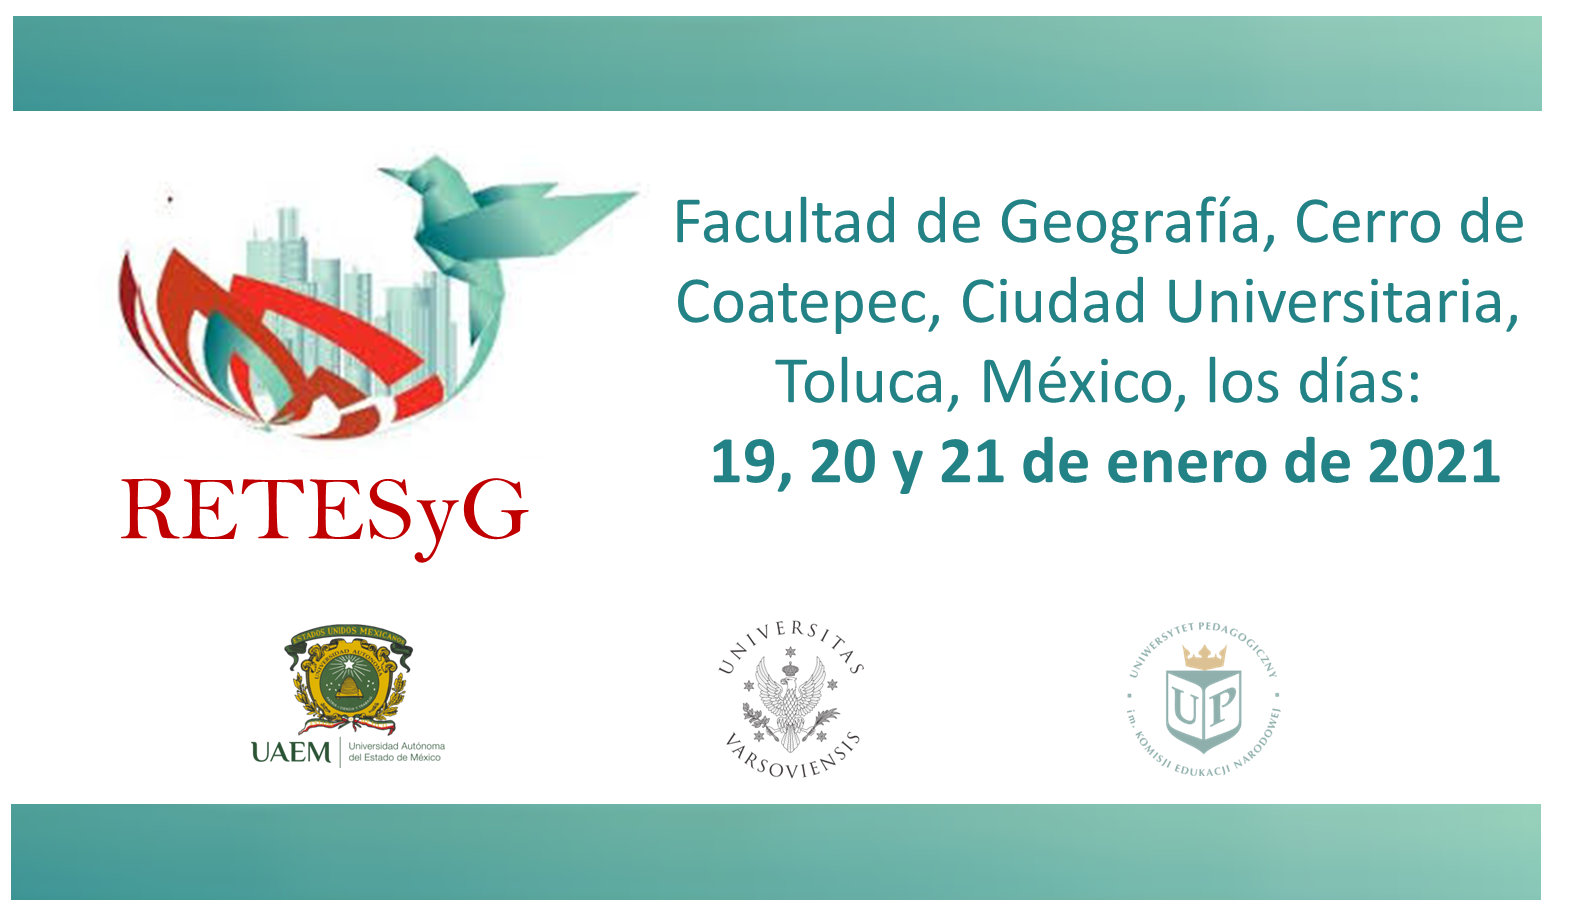 Facultad de Geografía, Cerro de
Coatepec, Ciudad Universitaria,
Toluca, México, los días:
19, 20 y 21 de enero de 2021
RETESyG
ESTADOS UNIDOS MEXICANOS
UNIVERSIDAD AUTONOMA
UAEM
Universidad Autónoma
del Estado de México
UNIVERSITAS
VARSOVIENSIS
UNIWERSYTET PEDAGOGICZNY
UP
im. KOMISJI EDUKACJI NARODOWEJ